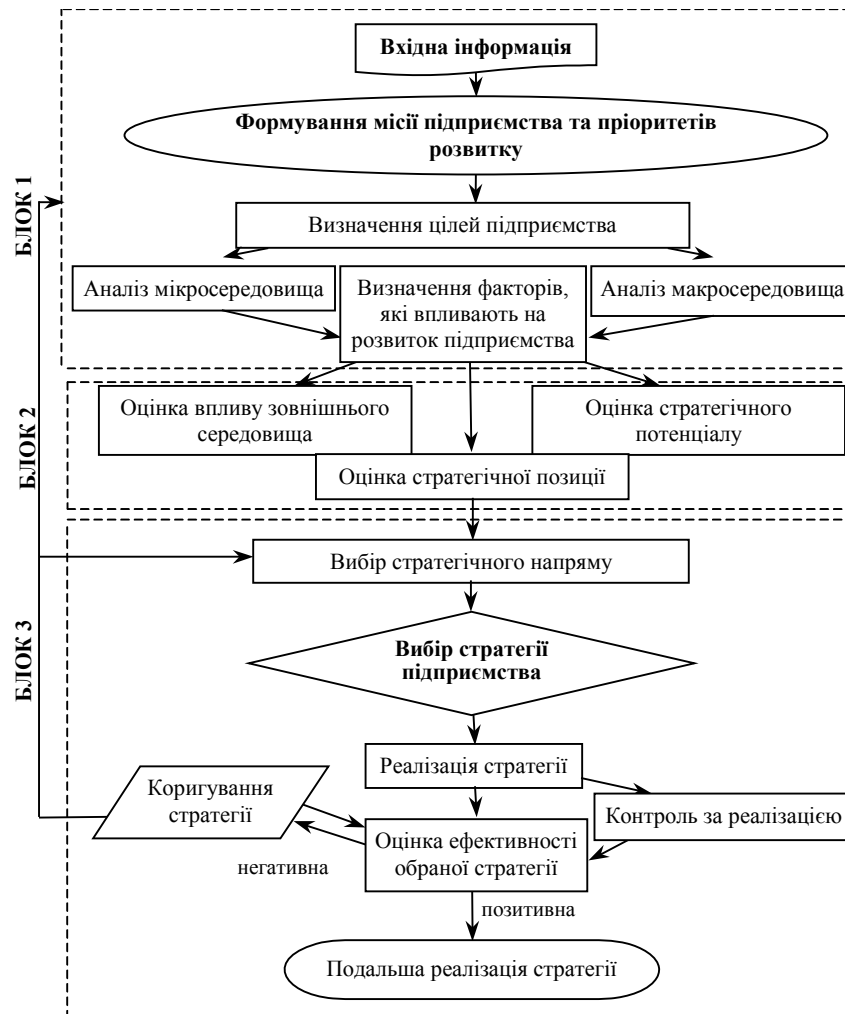 Вхідна інформація
Формування місії підприємства та пріоритетів
розвитку
БЛОК 1
Визначення цілей підприємства
Аналіз мікросередовища
Визначення факторів,
які впливають на
розвиток підприємства
Аналіз макросередовища
БЛОК 2
Оцінка впливу зовнішнього
середовища
Оцінка стратегічного
потенціалу
Оцінка стратегічної позиції
Вибір стратегічного напряму
БЛОК 3
Вибір стратегії
підприємства
Реалізація стратегії
Коригування
стратегії
Контроль за реалізацією
Оцінка ефективності
обраної стратегії
негативна
позитивна
Подальша реалізація стратегії